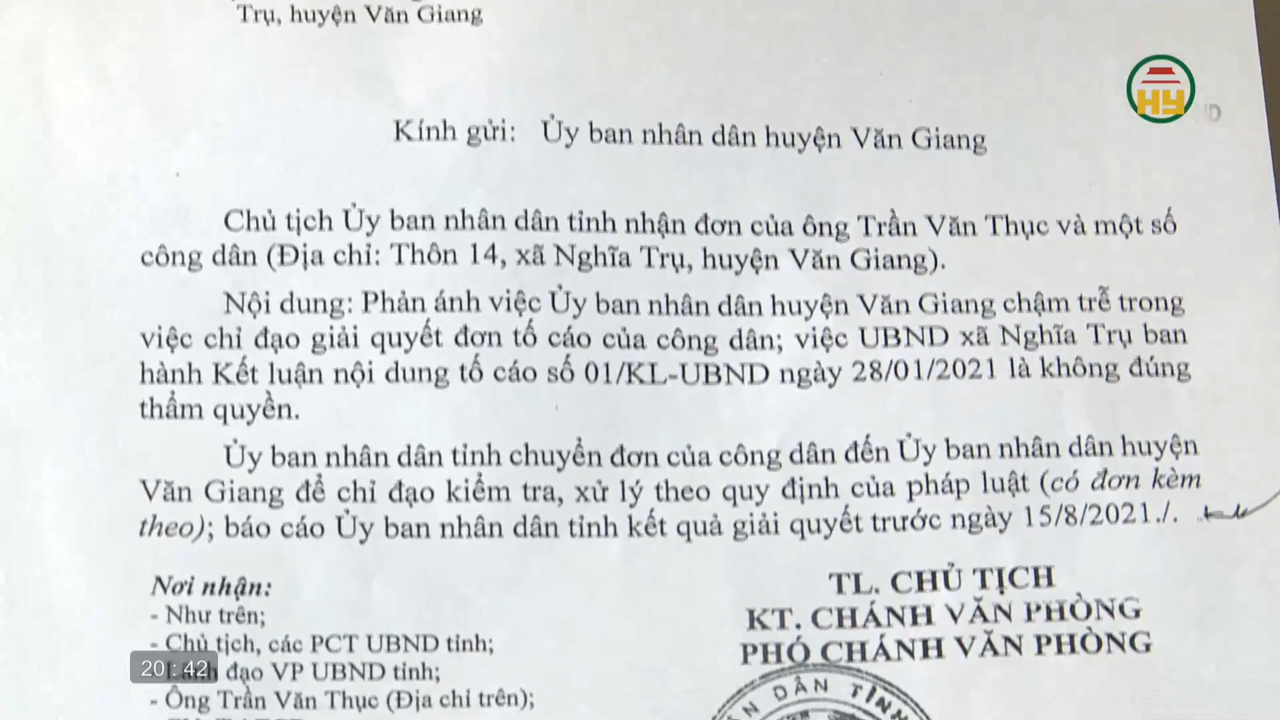 Trụ, huyện Văn Giang
HY
Kính gửi: Ủy ban nhân dân huyện Văn Giang
Chủ tịch Ủy ban nhân dân tỉnh nhận đơn của ông Trần Văn Thục và một số
công dân (Địa chỉ: Thôn 14, xã Nghĩa Trụ, huyện Văn Giang).
Nội dung: Phản ánh việc Ủy ban nhân dân huyện Văn Giang chậm trễ trong
việc chỉ đạo giải quyết đơn tố cáo của công dân; việc UBND xã Nghĩa Trụ ban
hành Kết luận nội dung tố cáo số 01/KL-UBND ngày 28/01/2021 là không đúng
thẩm quyền.
Ủy ban nhân dân tỉnh chuyển đơn của công dân đến Ủy ban nhân dân huyện
Văn Giang để chỉ đạo kiểm tra, xử lý theo quy định của pháp luật (có đơn kèm
theo); báo cáo Ủy ban nhân dân tỉnh kết quả giải quyết trước ngày 15/8/2021./.
Nơi nhận:
- Như trên;
- Chủ tịch, các PCT UBND tỉnh;
đạo VP UBND tỉnh;
- Ông Trần Văn Thục (Địa chỉ trên);
20:42
TL. CHỦ TỊCH
KT. CHÁNH VĂN PHÒNG
PHÓ CHÁNH VĂN PHÒNG
DÂN TỈNH